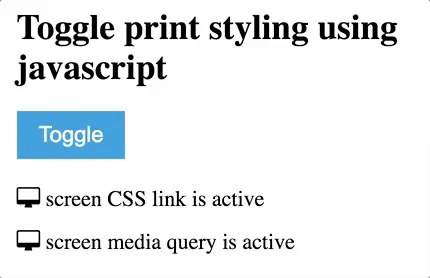 Toggle print styling using
javascript
Toggle
screen CSS link is active
screen media query is active